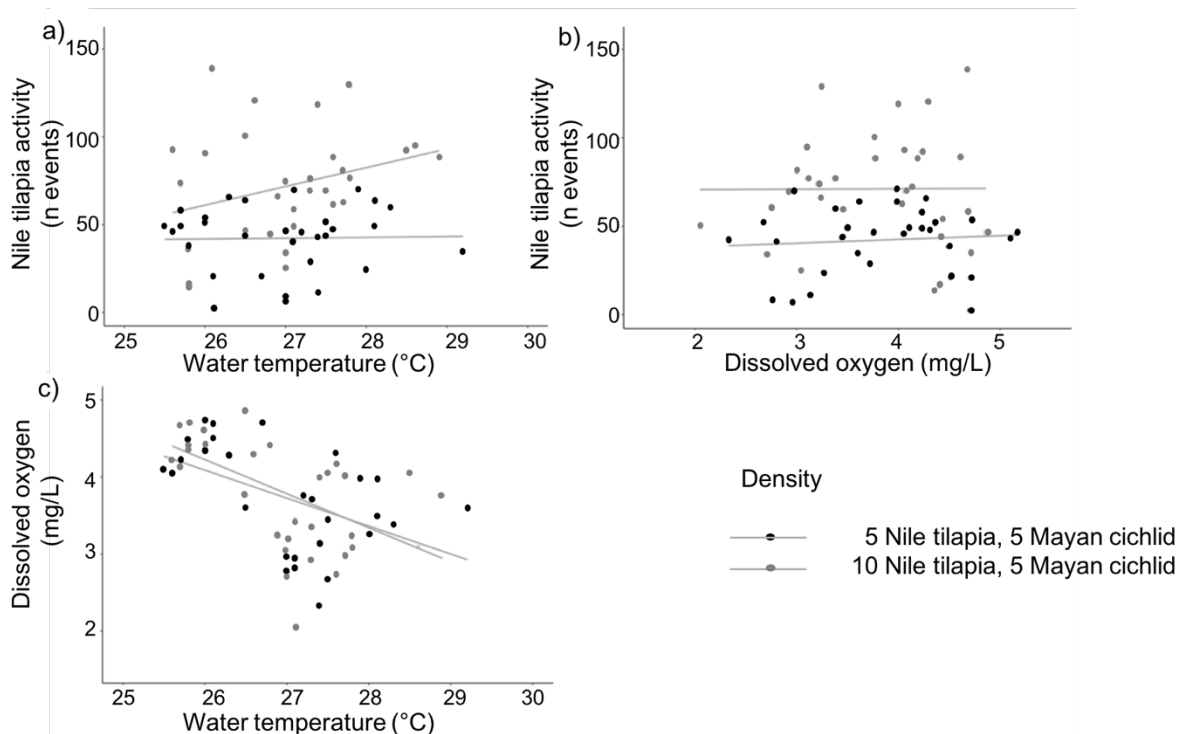 a)
Nile tilapia activity
(n events)
150
100
50
0
25
26
27
28
29
30
Water temperature (°C)
b)
Nile tilapia activity
(n events)
150
100
50
0
2
3
4
5
Dissolved oxygen (mg/L)
c)
Dissolved oxygen
(mg/L)
5
4
3
2
25
26
27
28
29
30
Water temperature (°C)
Density
5 Nile tilapia, 5 Mayan cichlid
10 Nile tilapia, 5 Mayan cichlid